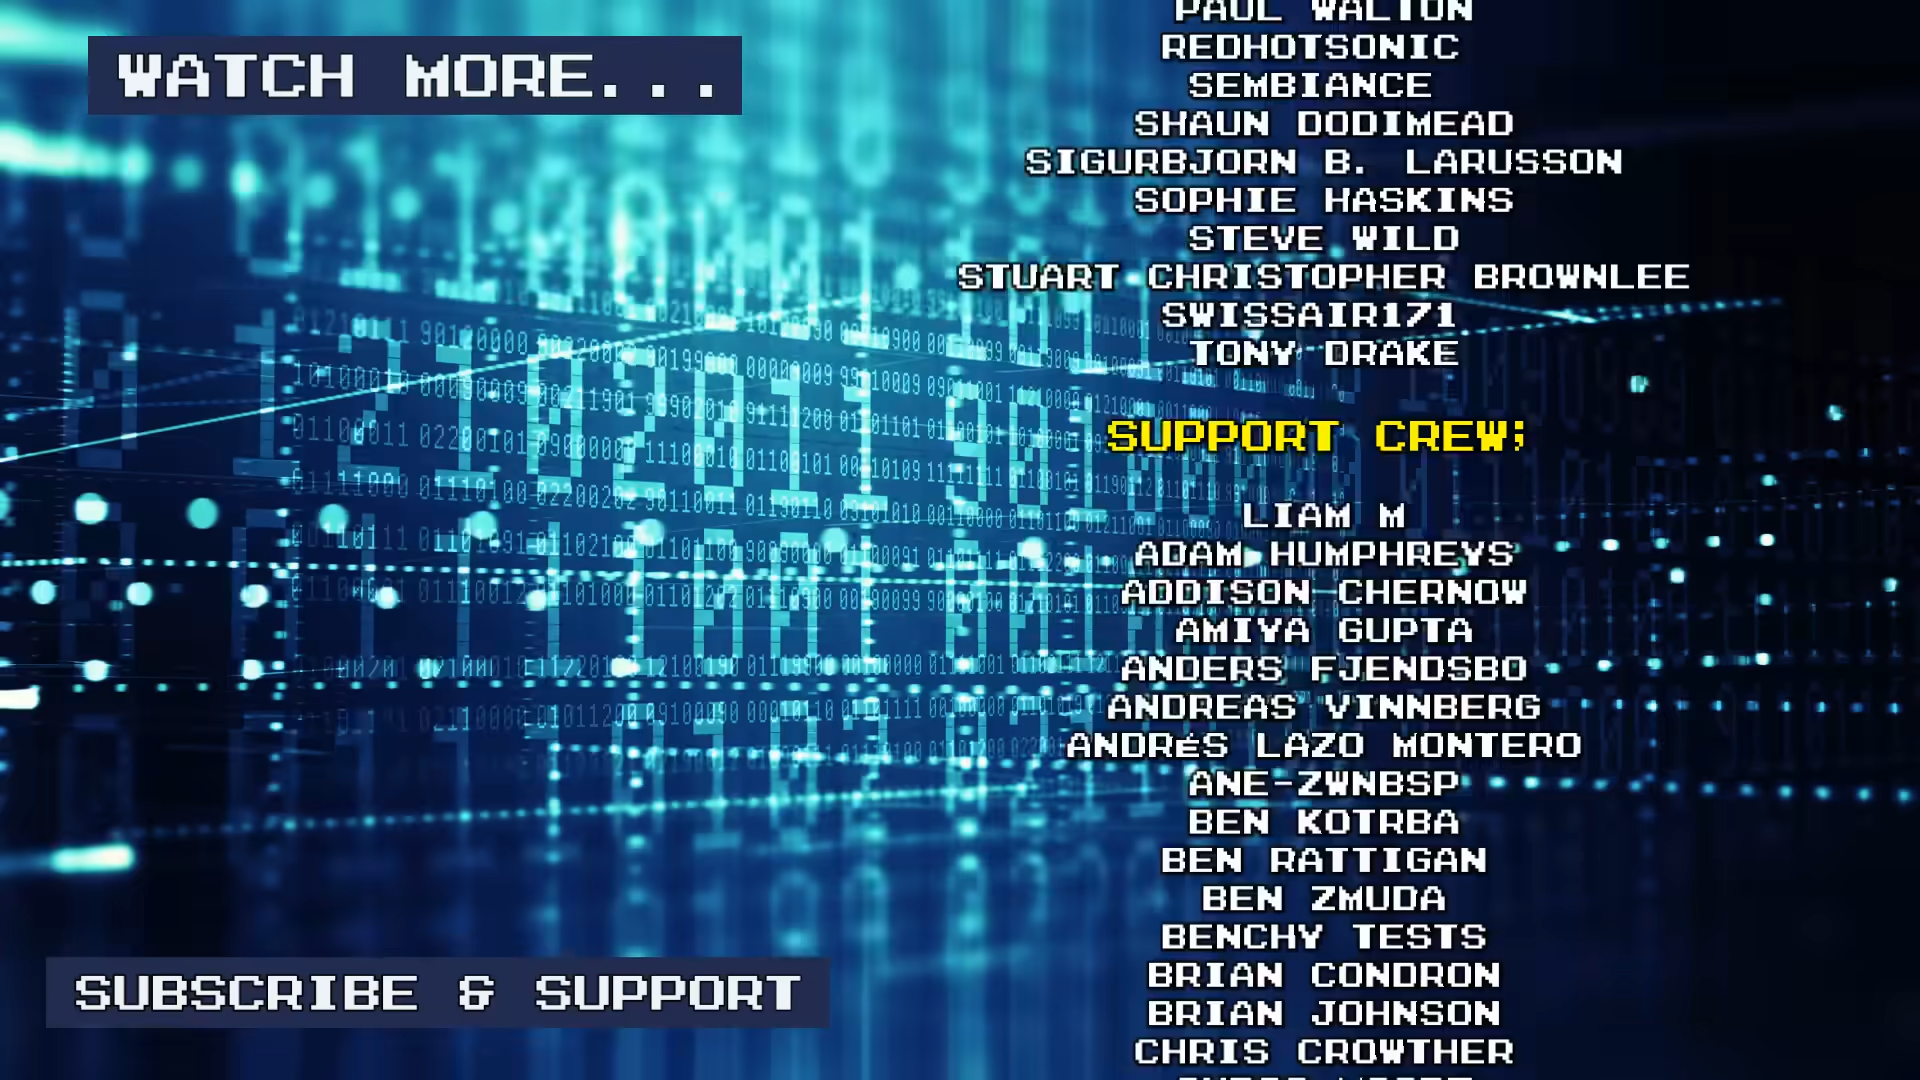 WATCH MORE...
PAUL WALTON
REDHOTSONIC
SEMBIANCE
SHAUN DODIMEAD
SIGURBJORN B. LARUSSON
SOPHIE HASKINS
STEVE WILD
STUART CHRISTOPHER BROWNLEE
SWISSAIR171
TONY DRAKE
SUPPORT CREW:
LIAM M
ADAM HUMPHREYS
ADDISON CHERNOW
AMIYA GUPTA
ANDERS FJENDSBO
ANDREAS VINNBERG
ANDRéS LAZO MONTERO
ANE-ZWNBSP
BEN KOTRBA
BEN RATTIGAN
BEN ZMUDA
BENCHY TESTS
BRIAN CONDRON
BRIAN JOHNSON
CHRIS CROWTHER
SUBSCRIBE & SUPPORT